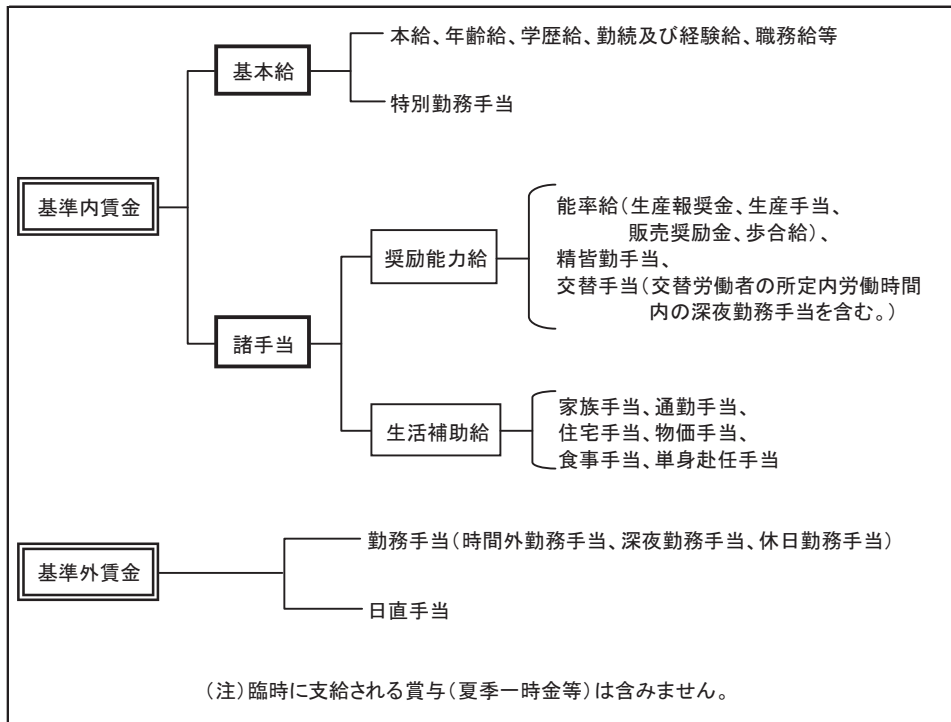 本給、年齢給、学歴給、勤続及び経験給、職務給等
基本給
特別勤務手当
基準内賃金
能率給(生産報奨金、生産手当、
販売奨励金、歩合給)、
奨励能力給
精皆勤手当、
交替手当(交替労働者の所定内労働時間
内の深夜勤務手当を含む。)
諸手当
家族手当、通勤手当、
生活補助給
住宅手当、物価手当、
食事手当、単身赴任手当
勤務手当(時間外勤務手当、深夜勤務手当、休日勤務手当)
基準外賃金
日直手当
(注)臨時に支給される賞与(夏季一時金等)は含みません。